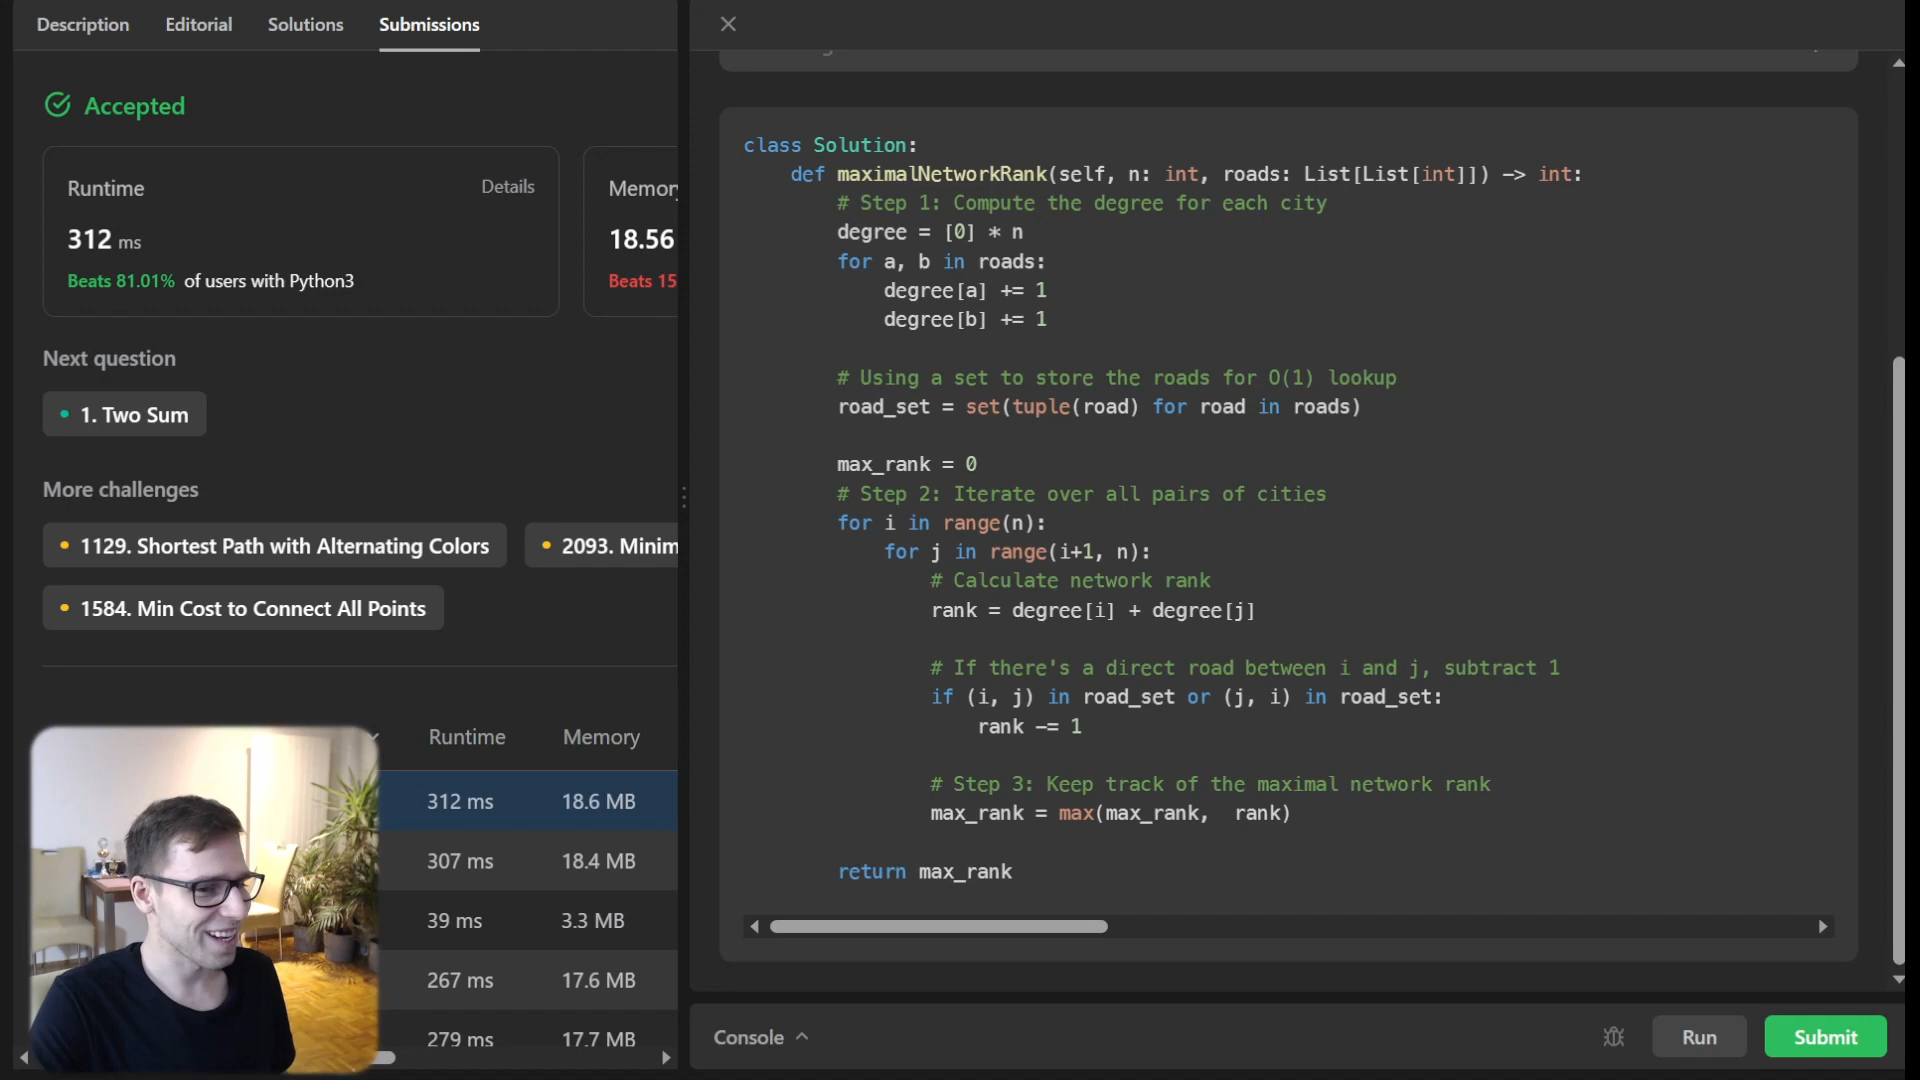 Description Editorial Solutions Submissions
Accepted
Runtime Details
312 ms
Beats 81.01% of users with Python3
Memory
18.56
Beats 15
Next question
1. Two Sum
More challenges
1129. Shortest Path with Alternating Colors
2093. Minim
1584. Min Cost to Connect All Points
Runtime Memory
312 ms 18.6 MB
307 ms 18.4 MB
39 ms 3.3 MB
267 ms 17.6 MB
279 ms 17.7 MB
class Solution:
    def maximalNetworkRank(self, n: int, roads: List[List[int]]) -> int:
        # Step 1: Compute the degree for each city
        degree = [0] * n
        for a, b in roads:
            degree[a] += 1
            degree[b] += 1
        # Using a set to store the roads for O(1) lookup
        road_set = set(tuple(road) for road in roads)
        max_rank = 0
        # Step 2: Iterate over all pairs of cities
        for i in range(n):
            for j in range(i+1, n):
                # Calculate network rank
                rank = degree[i] + degree[j]
                # If there's a direct road between i and j, subtract 1
                if (i, j) in road_set or (j, i) in road_set:
                    rank -= 1
                # Step 3: Keep track of the maximal network rank
                max_rank = max(max_rank,  rank)
        return max_rank
Console
Run
Submit